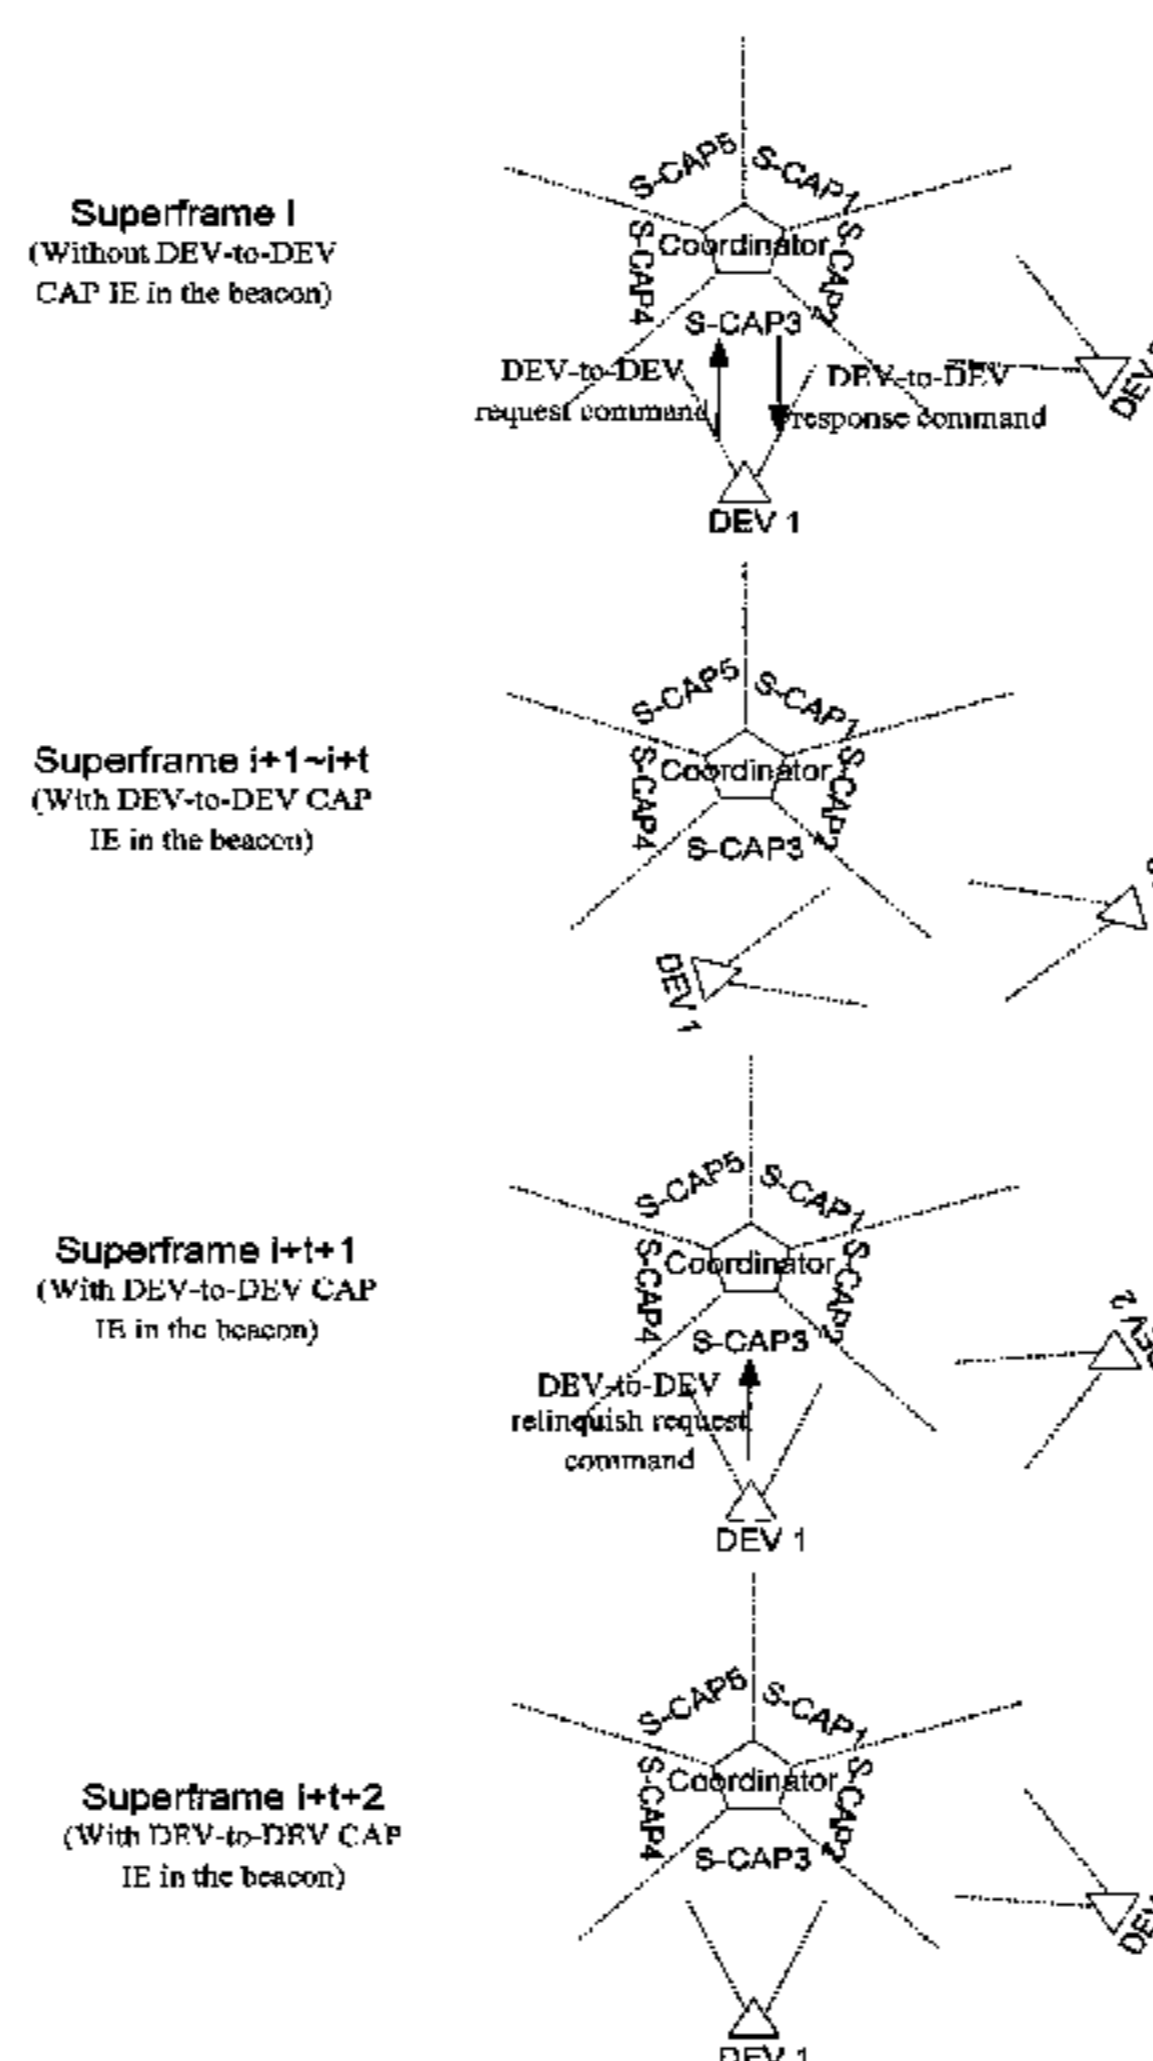 S-CAP5 S-CAP1
Superframe I
(Without DEV-to-DEV
CAP IE in the beacon)
S-CAP4 Coordinator S-CAP2
S-CAP3
DEV-to-DEV
request command
DEV-to-DEV
response command
DEV
DEV 1
S-CAP5 S-CAP1
Superframe i+1~i+t
(With DEV-to-DEV CAP
IE in the beacon)
S-CAP4 Coordinator S-CAP2
S-CAP3
DEV 1
S-CAP5 S-CAP1
Superframe i+t+1
(With DEV-to-DEV CAP
IE in the beacon)
S-CAP4 Coordinator S-CAP2
S-CAP3
DEV-to-DEV
relinquish request
command
DEV 1
S-CAP5 S-CAP1
Superframe i+t+2
(With DEV-to-DEV CAP
IE in the beacon)
S-CAP4 Coordinator S-CAP2
S-CAP3
DEV
DEV 1